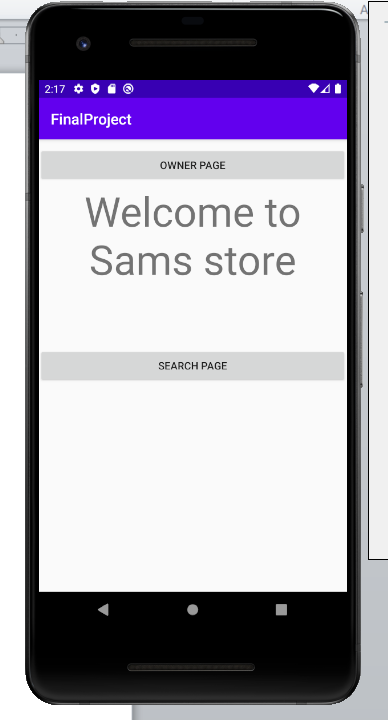 2:17
FinalProject
OWNER PAGE
Welcome to
Sams store
SEARCH PAGE